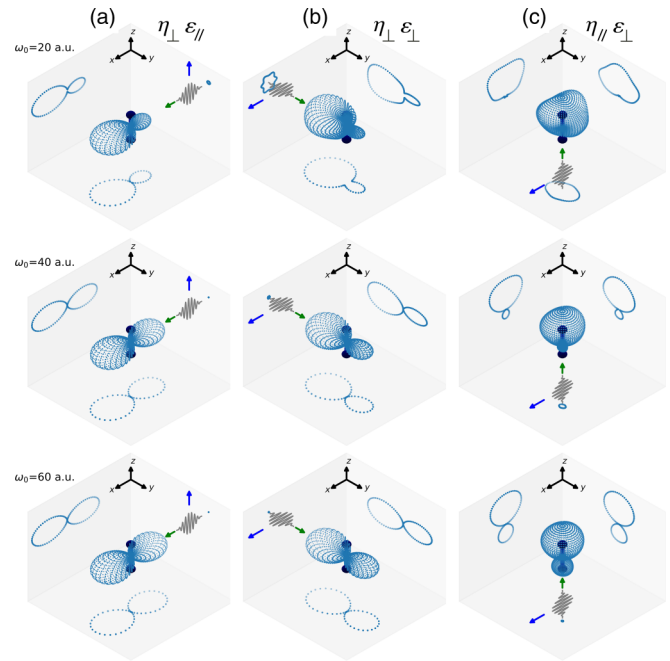 (a) η⊥ ε//
(b) η⊥ ε⊥
(c) η// ε⊥
ω₀=20 a.u.
z
x y
z
x y
z
x y
ω₀=40 a.u.
z
x y
z
x y
z
x y
ω₀=60 a.u.
z
x y
z
x y
z
x y